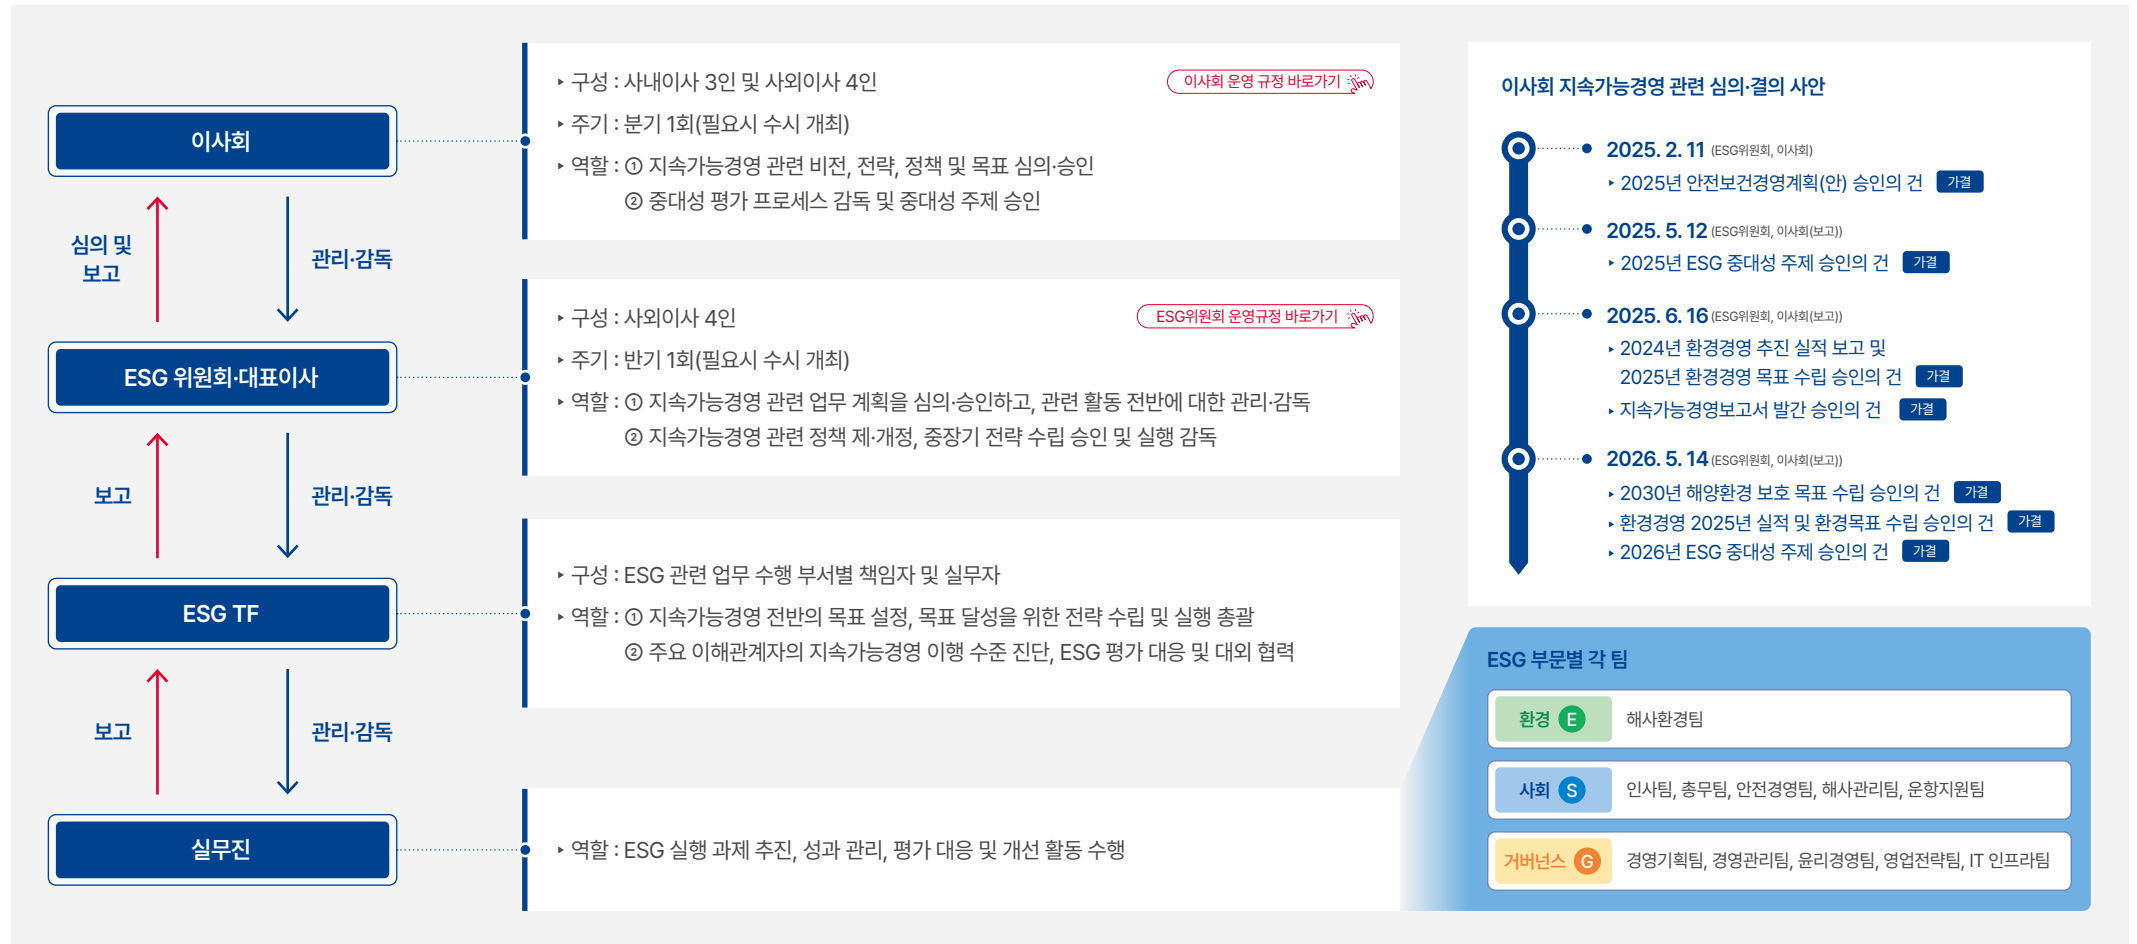 이사회
심의 및
보고
관리·감독
ESG 위원회·대표이사
보고
관리·감독
ESG TF
보고
관리·감독
실무진
▸ 구성 : 사내이사 3인 및 사외이사 4인
이사회 운영 규정 바로가기
▸ 주기 : 분기 1회(필요시 수시 개최)
▸ 역할 : ① 지속가능경영 관련 비전, 전략, 정책 및 목표 심의·승인
② 중대성 평가 프로세스 감독 및 중대성 주제 승인
▸ 구성 : 사외이사 4인
ESG위원회 운영규정 바로가기
▸ 주기 : 반기 1회(필요시 수시 개최)
▸ 역할 : ① 지속가능경영 관련 업무 계획을 심의·승인하고, 관련 활동 전반에 대한 관리·감독
② 지속가능경영 관련 정책 제·개정, 중장기 전략 수립 승인 및 실행 감독
▸ 구성 : ESG 관련 업무 수행 부서별 책임자 및 실무자
▸ 역할 : ① 지속가능경영 전반의 목표 설정, 목표 달성을 위한 전략 수립 및 실행 총괄
② 주요 이해관계자의 지속가능경영 이행 수준 진단, ESG 평가 대응 및 대외 협력
▸ 역할 : ESG 실행 과제 추진, 성과 관리, 평가 대응 및 개선 활동 수행
이사회 지속가능경영 관련 심의·결의 사안
2025. 2. 11 (ESG위원회, 이사회)
▸ 2025년 안전보건경영계획(안) 승인의 건 가결
2025. 5. 12 (ESG위원회, 이사회(보고))
▸ 2025년 ESG 중대성 주제 승인의 건 가결
2025. 6. 16 (ESG위원회, 이사회(보고))
▸ 2024년 환경경영 추진 실적 보고 및
2025년 환경경영 목표 수립 승인의 건 가결
▸ 지속가능경영보고서 발간 승인의 건 가결
2026. 5. 14 (ESG위원회, 이사회(보고))
▸ 2030년 해양환경 보호 목표 수립 승인의 건 가결
▸ 환경경영 2025년 실적 및 환경목표 수립 승인의 건 가결
▸ 2026년 ESG 중대성 주제 승인의 건 가결
ESG 부문별 각 팀
환경 E 해사환경팀
사회 S 인사팀, 총무팀, 안전경영팀, 해사관리팀, 운항지원팀
거버넌스 G 경영기획팀, 경영관리팀, 윤리경영팀, 영업전략팀, IT 인프라팀